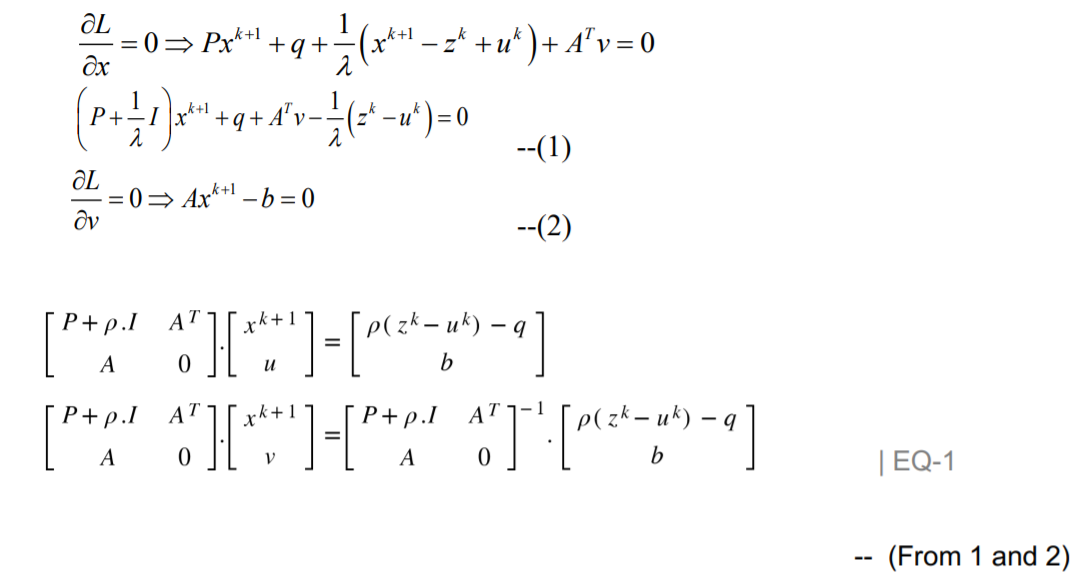 ∂L/∂x = 0 ⇒ Px^{k+1} + q + 1/λ (x^{k+1} − z^k + u^k) + A^T v = 0
(P + 1/λ I) x^{k+1} + q + A^T v − 1/λ (z^k − u^k) = 0 --(1)
∂L/∂v = 0 ⇒ Ax^{k+1} − b = 0 --(2)
[P + ρ.I A^T; A 0] . [x^{k+1}; u] = [ρ(z^k − u^k) − q; b]
[P + ρ.I A^T; A 0] . [x^{k+1}; v] = [P + ρ.I A^T; A 0]^{−1} . [ρ(z^k − u^k) − q; b] | EQ-1
-- (From 1 and 2)